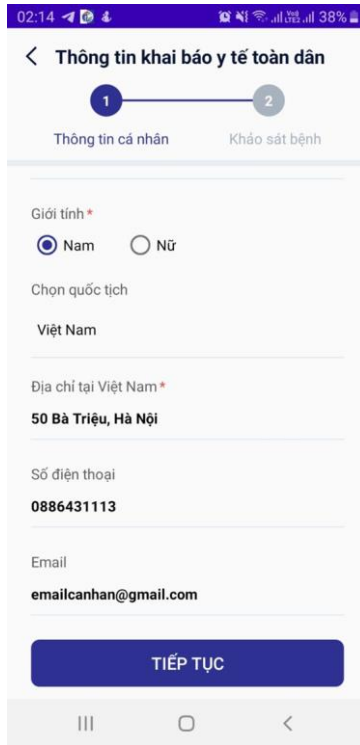 02:14 38%
Thông tin khai báo y tế toàn dân
1 2
Thông tin cá nhân Khảo sát bệnh
Giới tính *
Nam Nữ
Chọn quốc tịch
Việt Nam
Địa chỉ tại Việt Nam *
50 Bà Triệu, Hà Nội
Số điện thoại
0886431113
Email
emailcanhan@gmail.com
TIẾP TỤC